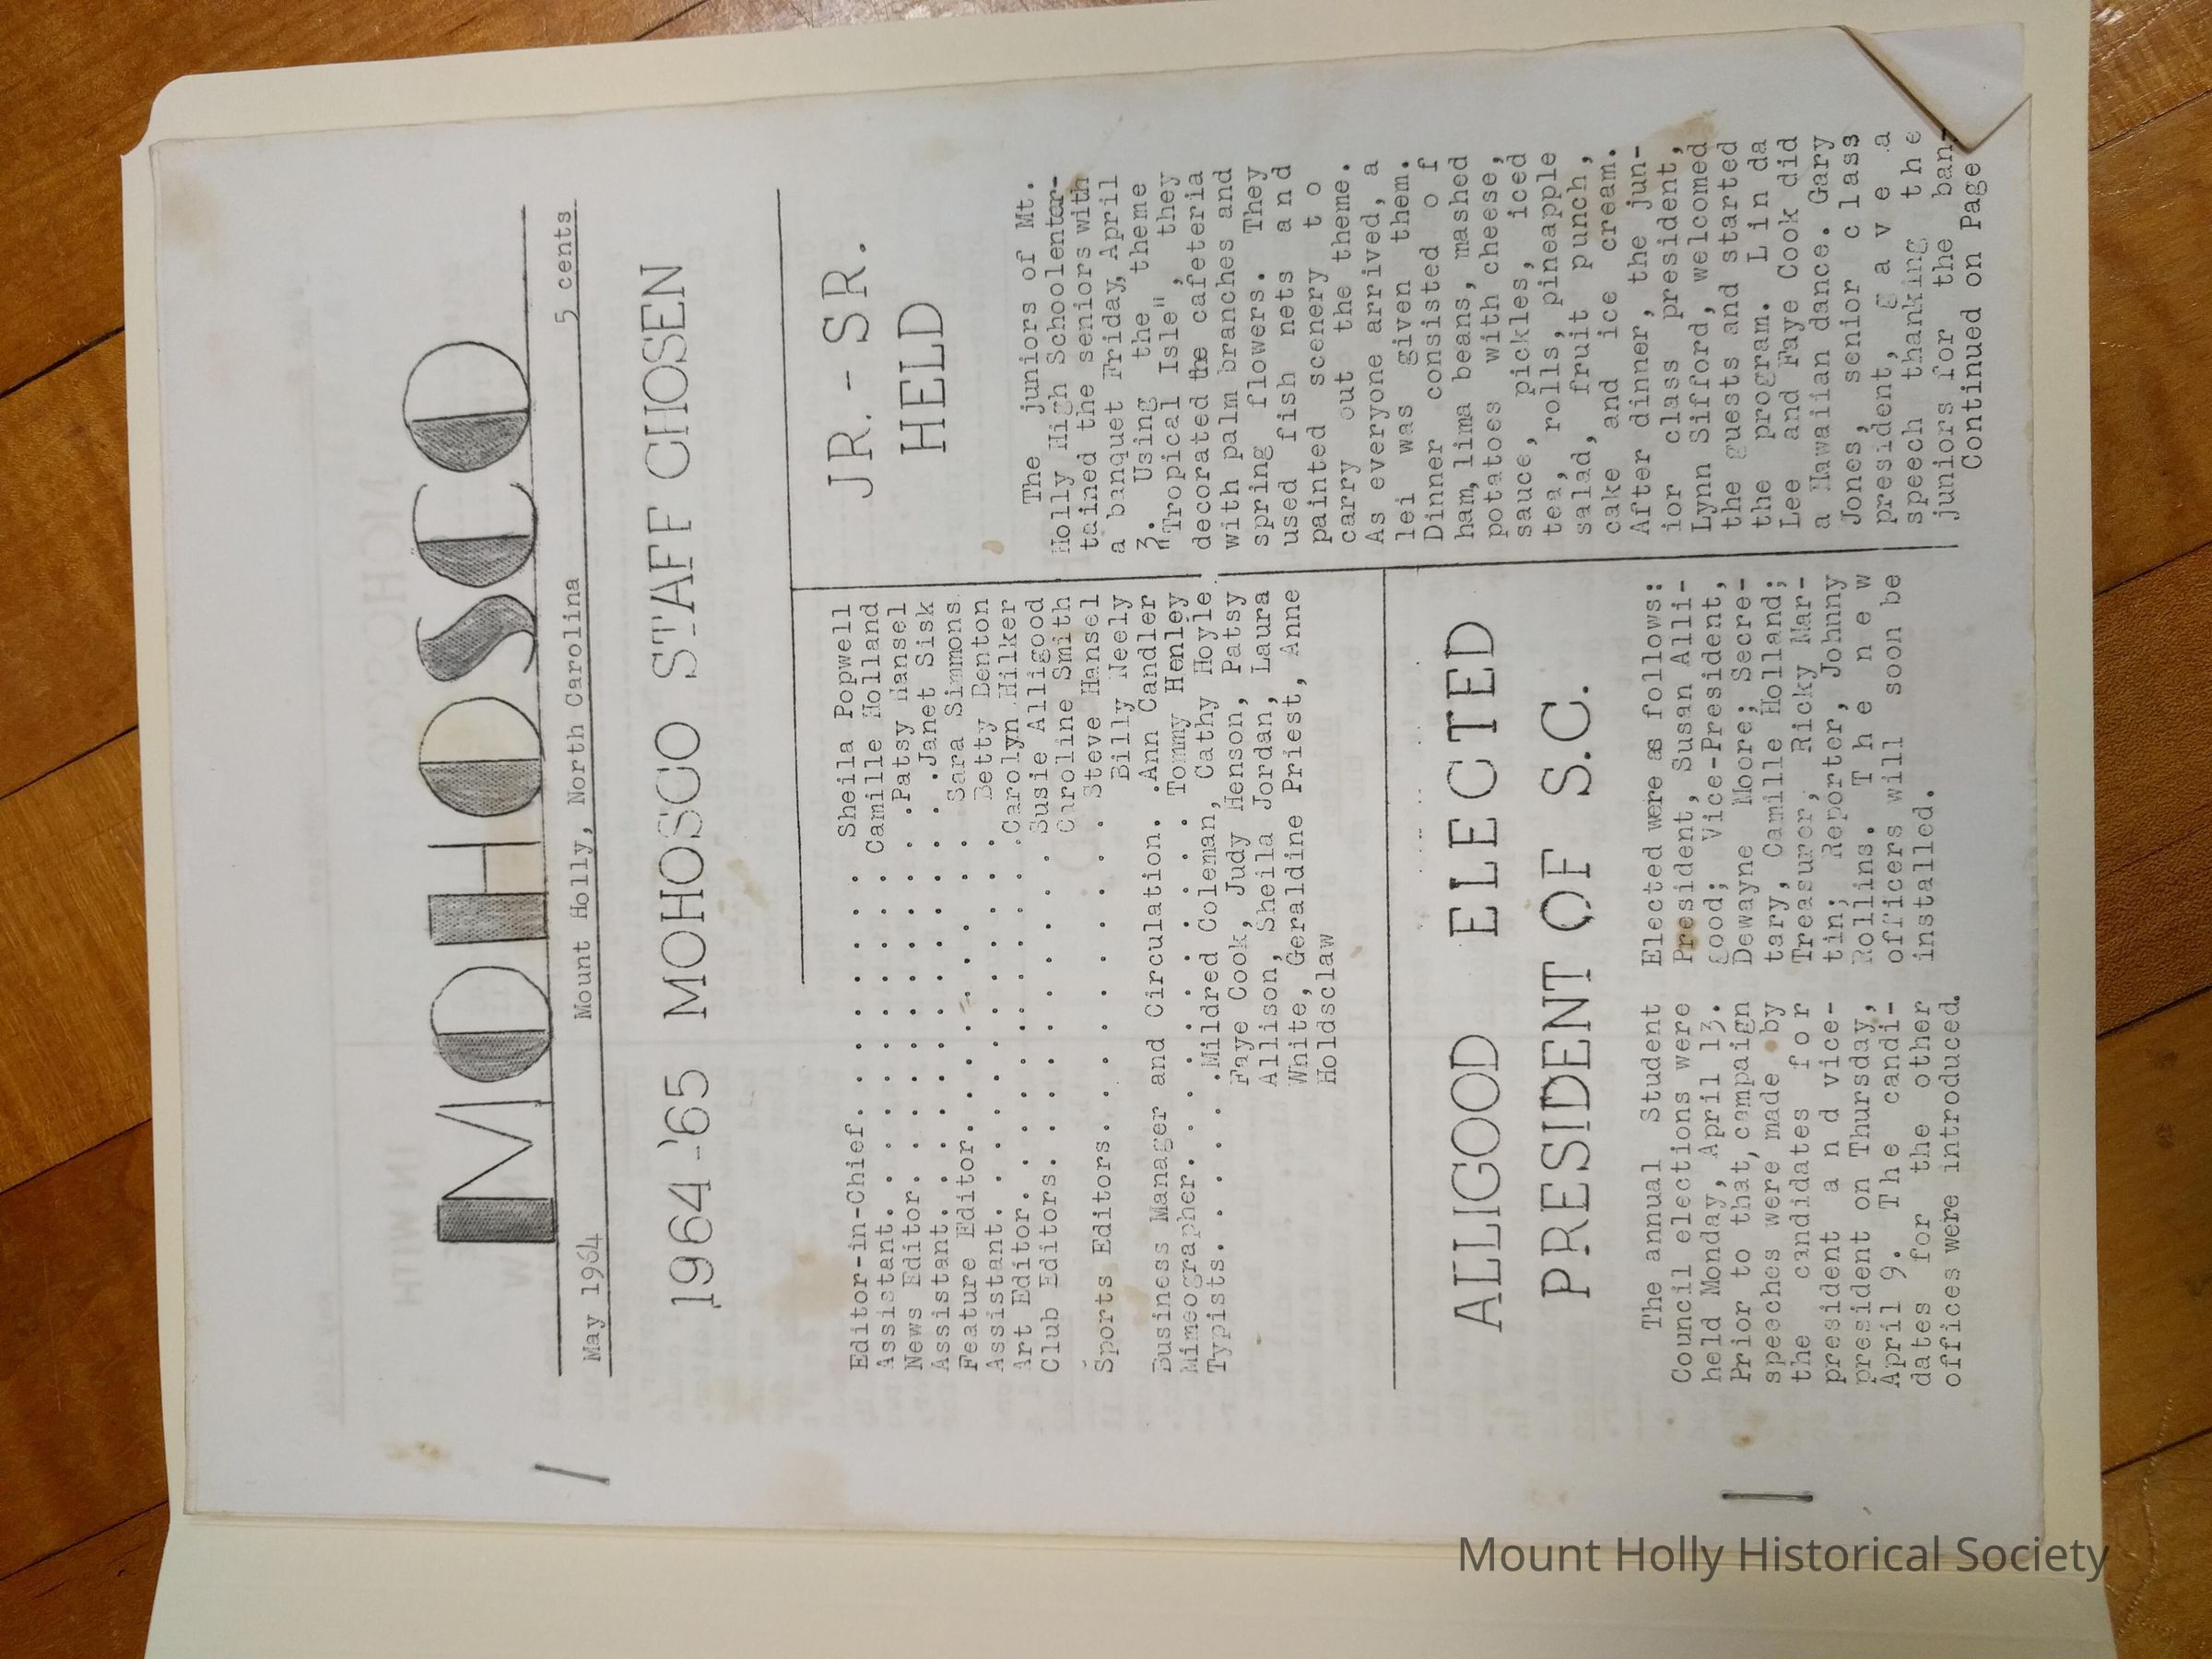 MOHOSCO
May 1964 Mount Holly, North Carolina 5 cents
1964-'65 MOHOSCO STAFF CHOSEN
Editor-in-Chief. . . . . . . . . . Sheila Popwell
Assistant. . . . . . . . . . . . . Camille Holland
News Editor. . . . . . . . . . . . .Patsy Hansel
Assistant. . . . . . . . . . . . . . .Janet Sisk
Feature Editor. . . . . . . . . . . Sara Simmons
Assistant. . . . . . . . . . . . . Betty Benton
Art Editor. . . . . . . . . . . .Carolyn Hilker
Club Editors. . . . . . . . . . .Susie Alligood
Caroline Smith
Sports Editors. . . . . . . . . . Steve Hansel
Billy Neely
Business Manager and Circulation. .Ann Candler
Mimeographer. . . . . . . . . . . Tommy Henley
Typists. . . . . .Mildred Coleman, Cathy Hoyle
Faye Cook, Judy Henson, Patsy
Allison, Sheila Jordan, Laura
White, Geraldine Priest, Anne
Holdsclaw
ALLIGOOD ELECTED
PRESIDENT OF S.C.
The annual Student
Council elections were
held Monday, April 13.
Prior to that, campaign
speeches were made by
the candidates f o r
president a n d vice-
president on Thursday,
April 9. The candi-
dates for the other
offices were introduced.
Elected were as follows:
President, Susan Alli-
good; Vice-President,
Dewayne Moore; Secre-
tary, Camille Holland;
Treasurer, Ricky Mar-
tin; Reporter, Johnny
Rollins. T h e n e w
officers will soon be
installed.
JR. - SR.
HELD
The juniors of Mt.
Holly High School enter-
tained the seniors with
a banquet Friday, April
3. Using the theme
"Tropical Isle", they
decorated the cafeteria
with palm branches and
spring flowers. They
used fish nets a n d
painted scenery t o
carry out the theme.
As everyone arrived, a
lei was given them.
Dinner consisted o f
ham, lima beans, mashed
potatoes with cheese,
sauce, pickles, iced
tea, rolls, pineapple
salad, fruit punch,
cake and ice cream.
After dinner, the jun-
ior class president,
Lynn Sifford, welcomed
the guests and started
the program. L in da
Lee and Faye Cook did
a Hawaiian dance. Gary
Jones, senior c l ass
president, g a v e a
speech thanking t h e
juniors for the ban-
Continued on Page
Mount Holly Historical Society